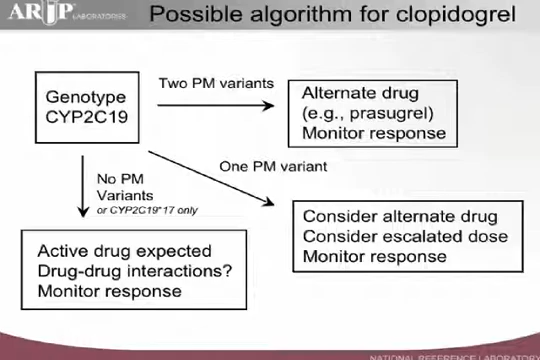 ARUP LABORATORIES
Possible algorithm for clopidogrel
Genotype
CYP2C19
Two PM variants
Alternate drug
(e.g., prasugrel)
Monitor response
One PM variant
No PM
Variants
or CYP2C19*17 only
Consider alternate drug
Consider escalated dose
Monitor response
Active drug expected
Drug-drug interactions?
Monitor response
NATIONAL REFERENCE LABORATORY